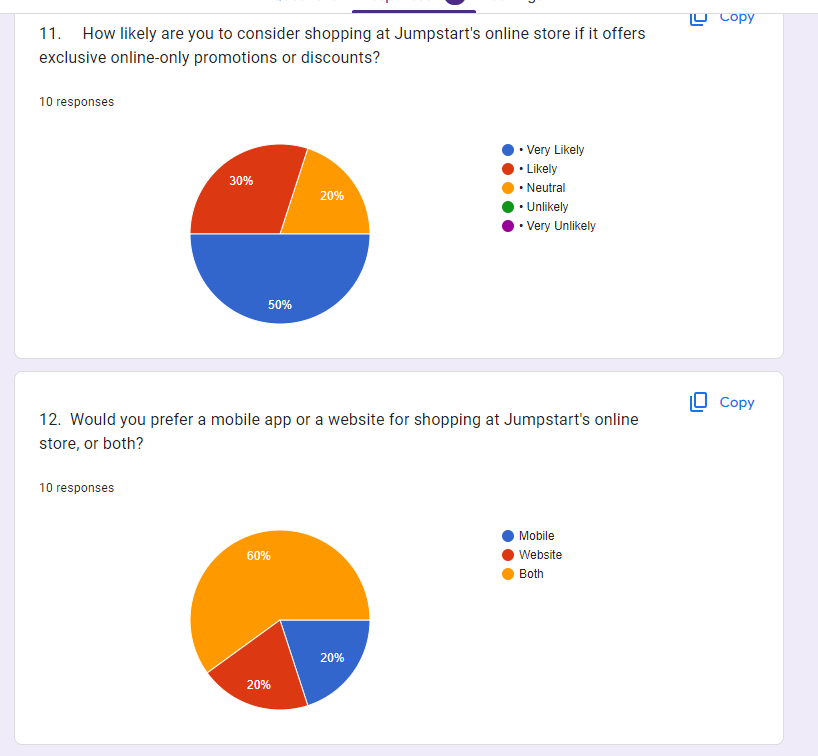 Copy
11. How likely are you to consider shopping at Jumpstart's online store if it offers
exclusive online-only promotions or discounts?
10 responses
30%
20%
50%
• Very Likely
• Likely
• Neutral
• Unlikely
• Very Unlikely
Copy
12. Would you prefer a mobile app or a website for shopping at Jumpstart's online
store, or both?
10 responses
60%
20%
20%
Mobile
Website
Both